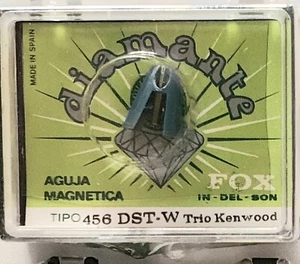 MADE IN SPAIN
diamante
AGUJA
MAGNETICA
FOX
IN-DEL-SON
TIPO 456 DST-W Trio Kenwood